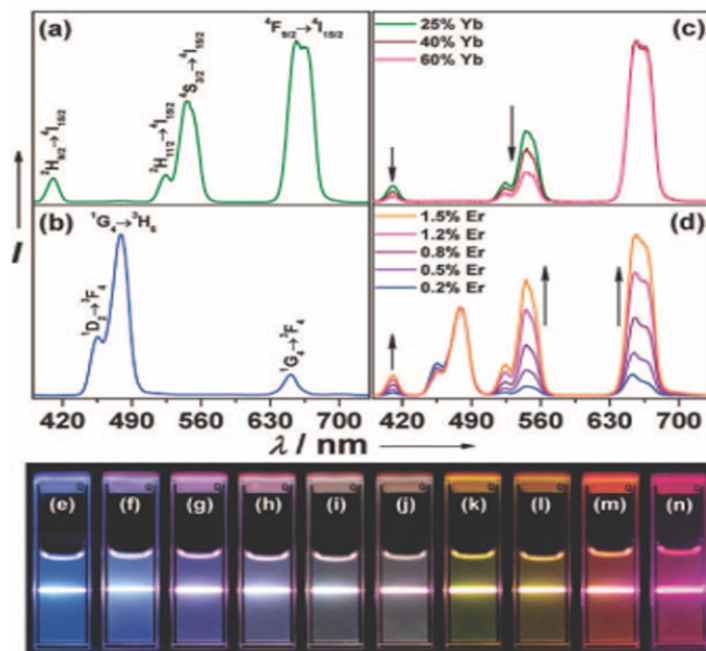 (a)
²H₉/₂→⁴I₁₅/₂
²H₁₁/₂→⁴I₁₅/₂
⁴S₃/₂→⁴I₁₅/₂
⁴F₉/₂→⁴I₁₅/₂
(c)
25% Yb
40% Yb
60% Yb
(b)
¹D₂→³F₄
¹G₄→³H₆
¹G₄→³F₄
(d)
1.5% Er
1.2% Er
0.8% Er
0.5% Er
0.2% Er
I
420 490 560 630 700 420 490 560 630 700
λ / nm
(e) (f) (g) (h) (i) (j) (k) (l) (m) (n)